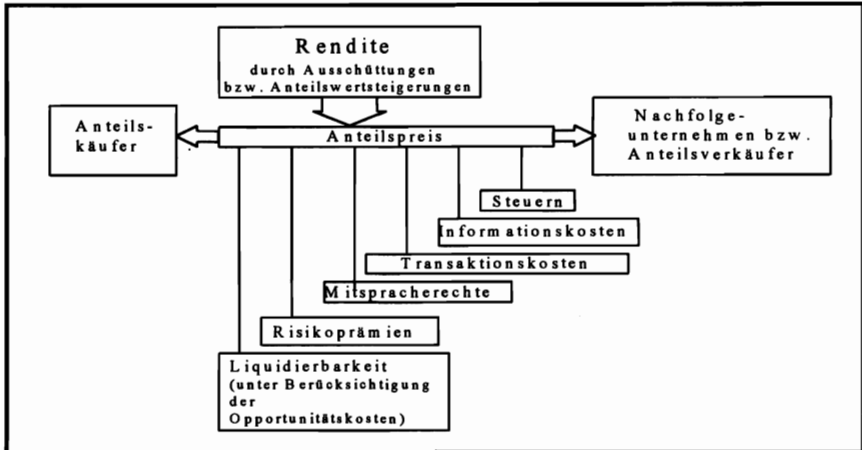 Rendite
durch Ausschüttungen
bzw. Anteilswertsteigerungen
Anteils-
käufer
Anteilspreis
Nachfolge-
unternehmen bzw.
Anteilsverkäufer
Steuern
Informationskosten
Transaktionskosten
Mitspracherechte
Risikoprämien
Liquidierbarkeit
(unter Berücksichtigung
der
Opportunitätskosten)